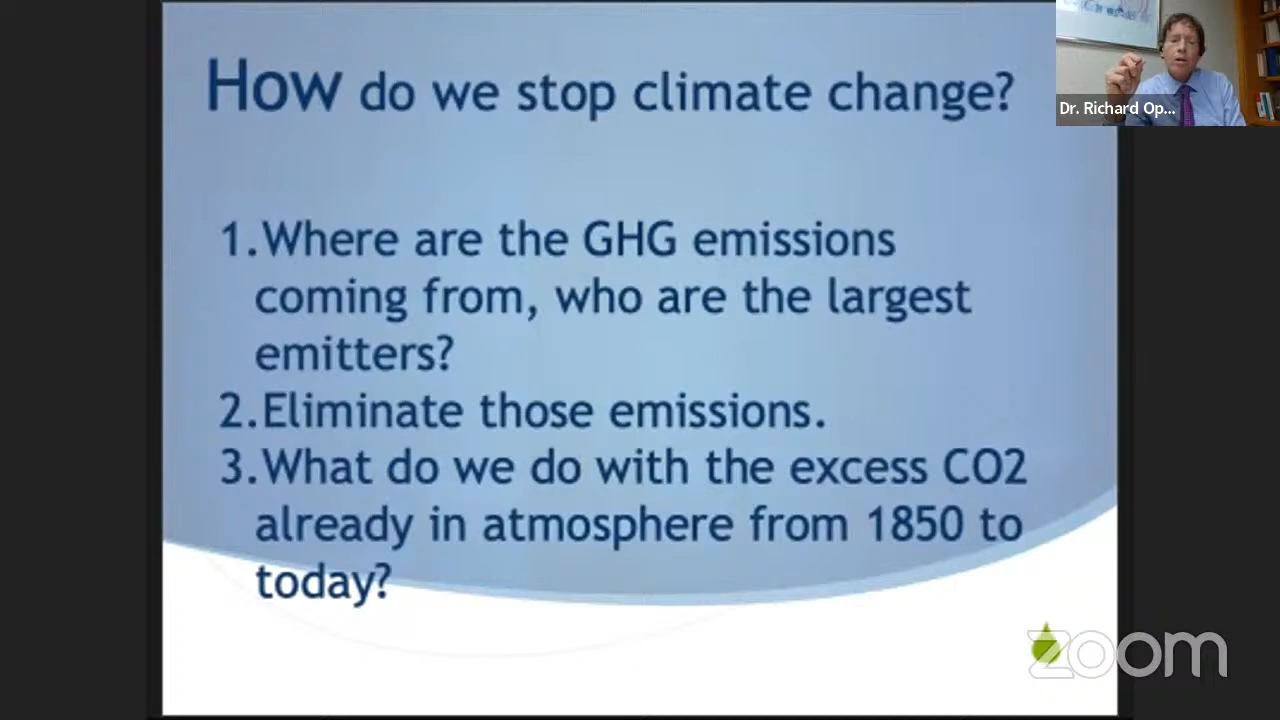 How do we stop climate change?
Dr. Richard Op...
1.Where are the GHG emissions
coming from, who are the largest
emitters?
2.Eliminate those emissions.
3.What do we do with the excess CO2
already in atmosphere from 1850 to
today?
zoom